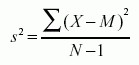 s² = ∑(X − M)² / N − 1